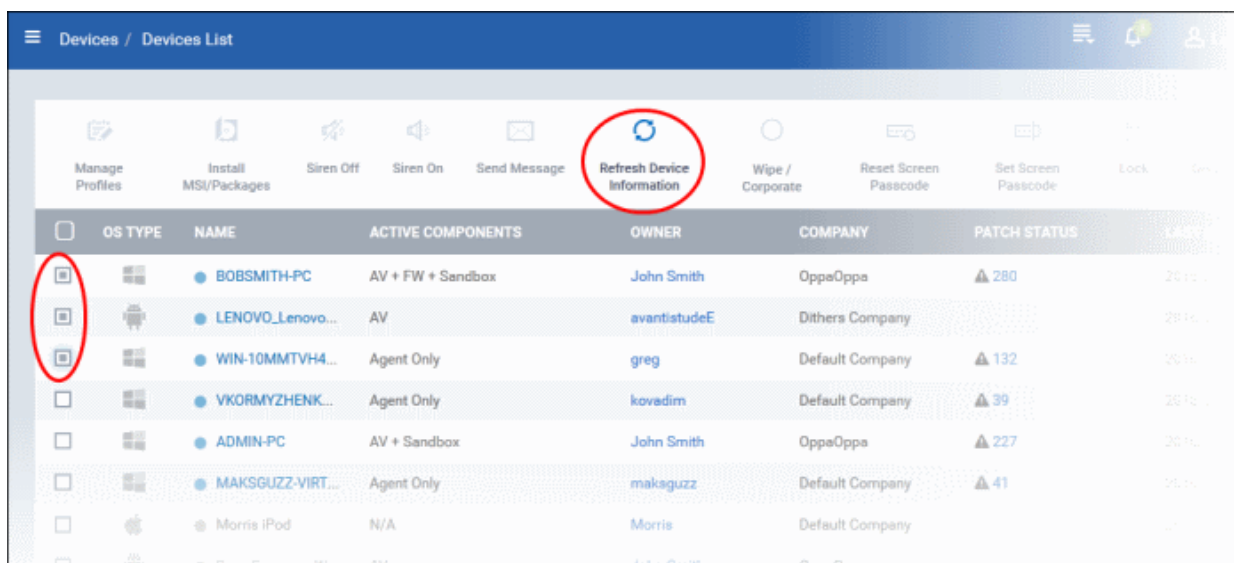 Devices / Devices List
Manage Profiles
Install MSI/Packages
Siren Off
Siren On
Send Message
Refresh Device Information
Wipe / Corporate
Reset Screen Passcode
Set Screen Passcode
Lock
OS TYPE NAME ACTIVE COMPONENTS OWNER COMPANY PATCH STATUS
BOBSMITH-PC AV + FW + Sandbox John Smith OppaOppa 280
LENOVO_Lenovo... AV avantistudeE Dithers Company
WIN-10MMTVH4... Agent Only greg Default Company 132
VKORMYZHENK... Agent Only kovadim Default Company 39
ADMIN-PC AV + Sandbox John Smith OppaOppa 227
MAKSGUZZ-VIRT... Agent Only maksguzz Default Company 41
Morris iPod N/A Morris Default Company